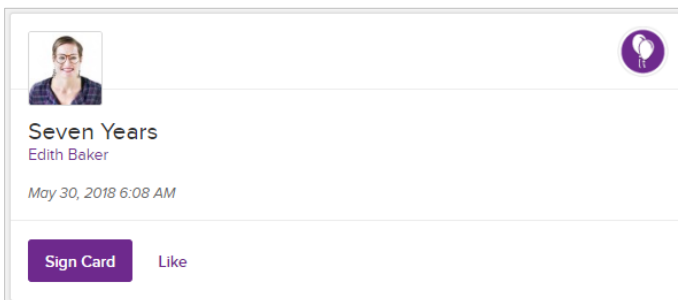 Seven Years
Edith Baker
May 30, 2018 6:08 AM
Sign Card Like